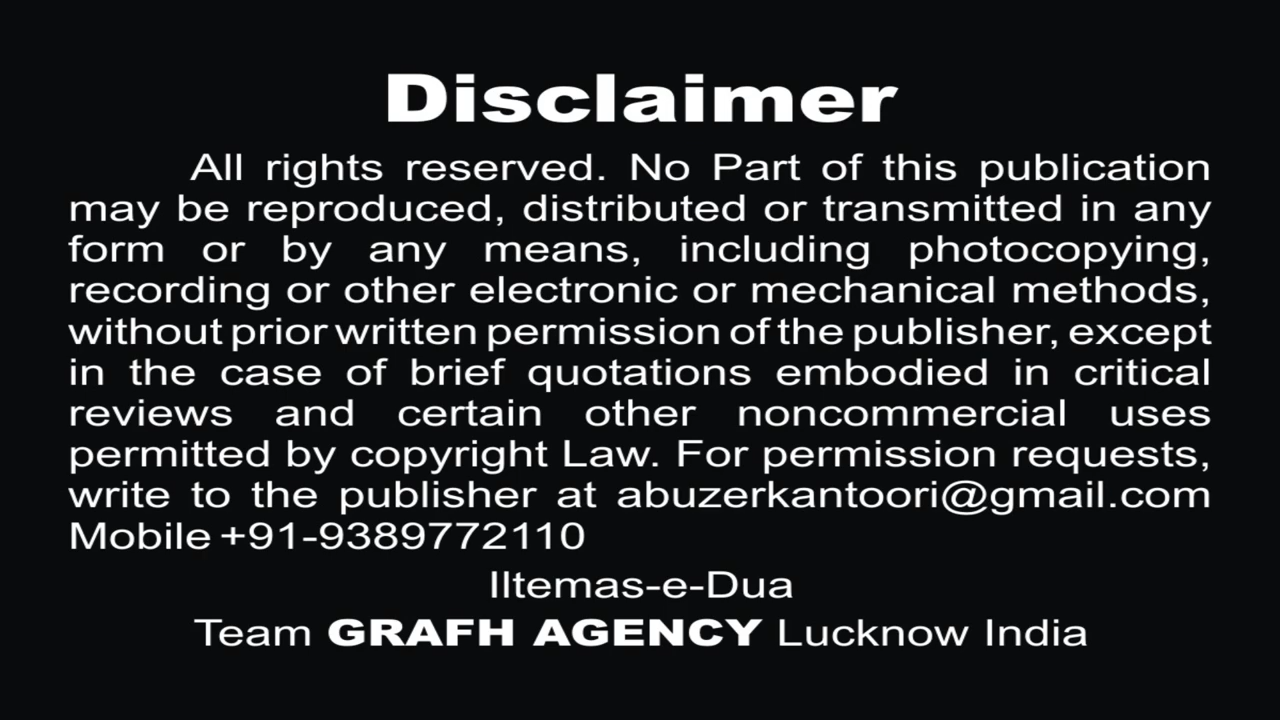 Disclaimer
All rights reserved. No Part of this publication
may be reproduced, distributed or transmitted in any
form or by any means, including photocopying,
recording or other electronic or mechanical methods,
without prior written permission of the publisher, except
in the case of brief quotations embodied in critical
reviews and certain other noncommercial uses
permitted by copyright Law. For permission requests,
write to the publisher at abuzerkantoori@gmail.com
Mobile +91-9389772110
IItemas-e-Dua
Team GRAFH AGENCY Lucknow India